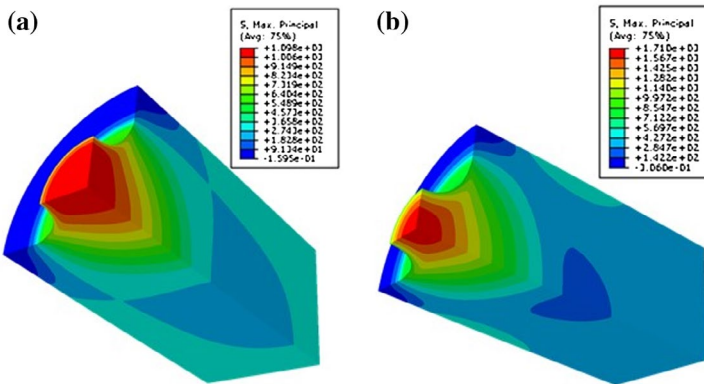 (a)
S, Max. Principal
(Avg: 75%)
+1.098e+03
+1.006e+03
+9.149e+02
+8.234e+02
+7.319e+02
+6.404e+02
+5.489e+02
+4.573e+02
+3.658e+02
+2.743e+02
+1.828e+02
+9.134e+01
-1.595e-01
(b)
S, Max. Principal
(Avg: 75%)
+1.710e+03
+1.567e+03
+1.425e+03
+1.282e+03
+1.140e+03
+9.972e+02
+8.547e+02
+7.122e+02
+5.697e+02
+4.272e+02
+2.847e+02
+1.422e+02
-3.060e-01